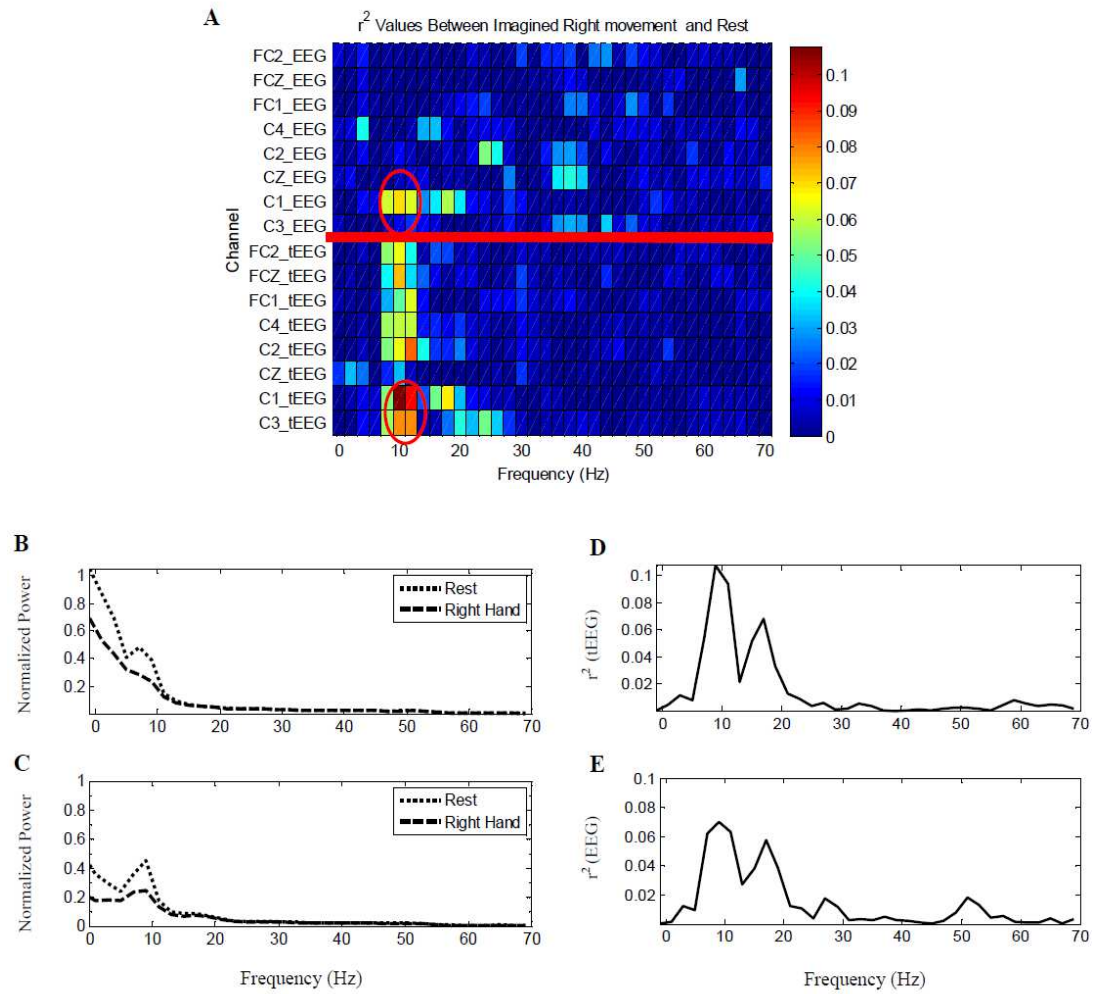 A
r² Values Between Imagined Right movement and Rest
FC2_EEG
FCZ_EEG
FC1_EEG
C4_EEG
C2_EEG
CZ_EEG
C1_EEG
C3_EEG
FC2_tEEG
FCZ_tEEG
FC1_tEEG
C4_tEEG
C2_tEEG
CZ_tEEG
C1_tEEG
C3_tEEG
Channel
0 10 20 30 40 50 60 70
Frequency (Hz)
0.1
0.09
0.08
0.07
0.06
0.05
0.04
0.03
0.02
0.01
0
B
Normalized Power
1
0.8
0.6
0.4
0.2
Rest
Right Hand
0 10 20 30 40 50 60 70
C
Normalized Power
1
0.8
0.6
0.4
0.2
0
Rest
Right Hand
0 10 20 30 40 50 60 70
Frequency (Hz)
D
r² (tEEG)
0.1
0.08
0.06
0.04
0.02
0 10 20 30 40 50 60 70
E
r² (EEG)
0.1
0.08
0.06
0.04
0.02
0 10 20 30 40 50 60 70
Frequency (Hz)